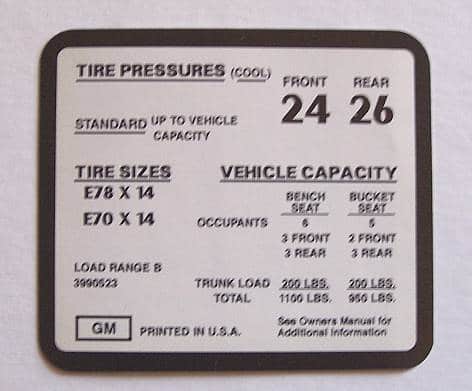 TIRE PRESSURES (COOL) FRONT REAR
STANDARD UP TO VEHICLE CAPACITY 24 26
TIRE SIZES
E78 X 14
E70 X 14
LOAD RANGE B
3990523
VEHICLE CAPACITY
BENCH SEAT BUCKET SEAT
OCCUPANTS 6 5
3 FRONT 2 FRONT
3 REAR 3 REAR
TRUNK LOAD 200 LBS. 200 LBS.
TOTAL 1100 LBS. 950 LBS.
GM PRINTED IN U.S.A.
See Owners Manual for
Additional Information